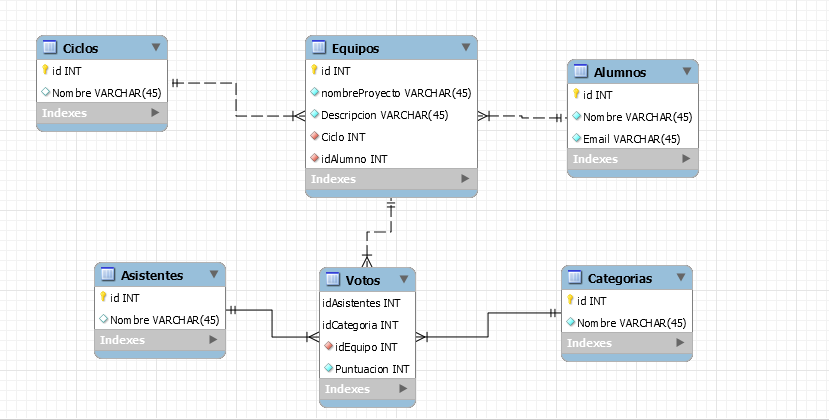 Ciclos
id INT
Nombre VARCHAR(45)
Indexes
Equipos
id INT
nombreProyecto VARCHAR(45)
Descripcion VARCHAR(45)
Ciclo INT
idAlumno INT
Indexes
Alumnos
id INT
Nombre VARCHAR(45)
Email VARCHAR(45)
Indexes
Asistentes
id INT
Nombre VARCHAR(45)
Indexes
Votos
idAsistentes INT
idCategoria INT
idEquipo INT
Puntuacion INT
Indexes
Categorias
id INT
Nombre VARCHAR(45)
Indexes